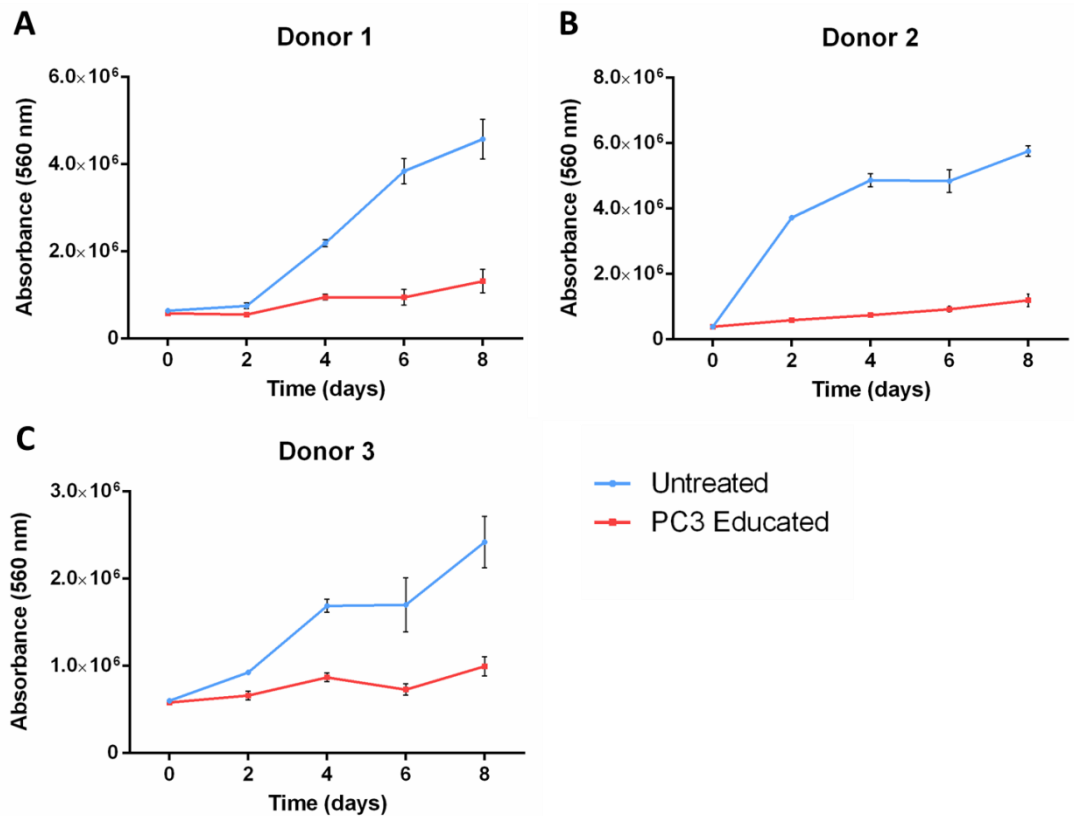 A
Donor 1
Absorbance (560 nm)
6.0×10⁶
4.0×10⁶
2.0×10⁶
0
0 2 4 6 8
Time (days)
B
Donor 2
Absorbance (560 nm)
8.0×10⁶
6.0×10⁶
4.0×10⁶
2.0×10⁶
0
0 2 4 6 8
Time (days)
C
Donor 3
Absorbance (560 nm)
3.0×10⁶
2.0×10⁶
1.0×10⁶
0
0 2 4 6 8
Time (days)
Untreated
PC3 Educated